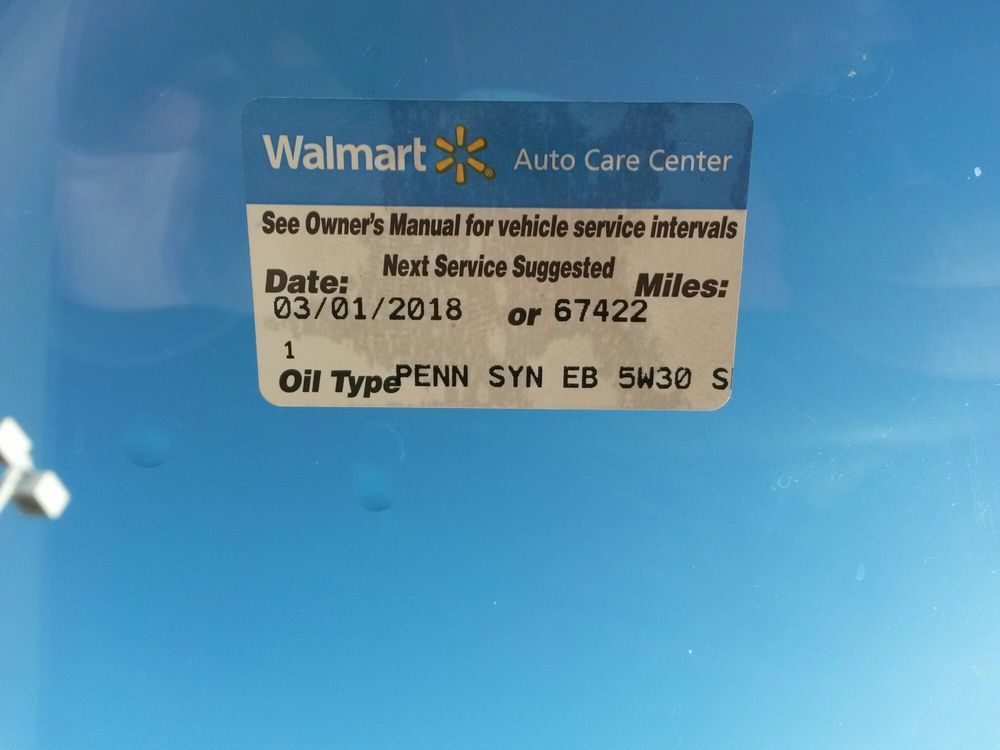 Walmart ® Auto Care Center
See Owner's Manual for vehicle service intervals
Next Service Suggested
Date: Miles:
03/01/2018 or 67422
1
Oil Type PENN SYN EB 5W30